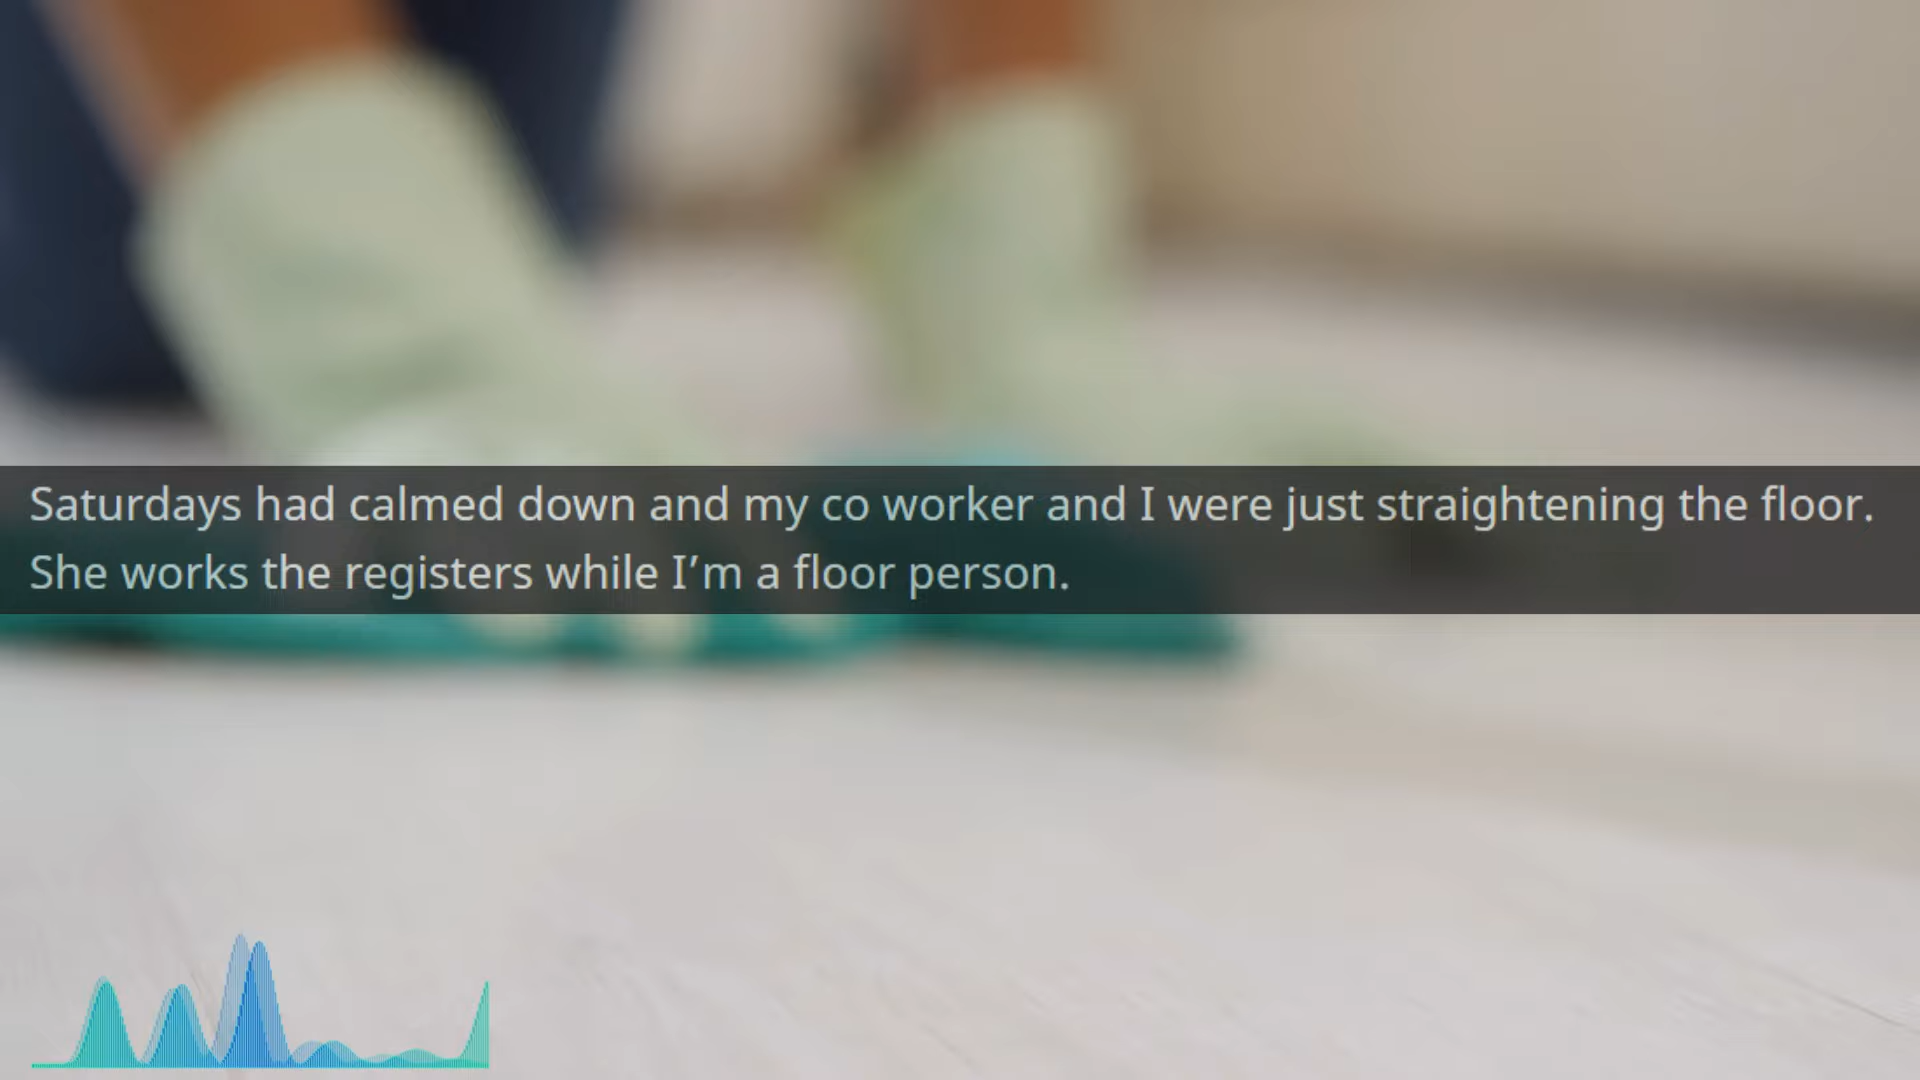 Saturdays had calmed down and my co worker and I were just straightening the floor.
She works the registers while I’m a floor person.